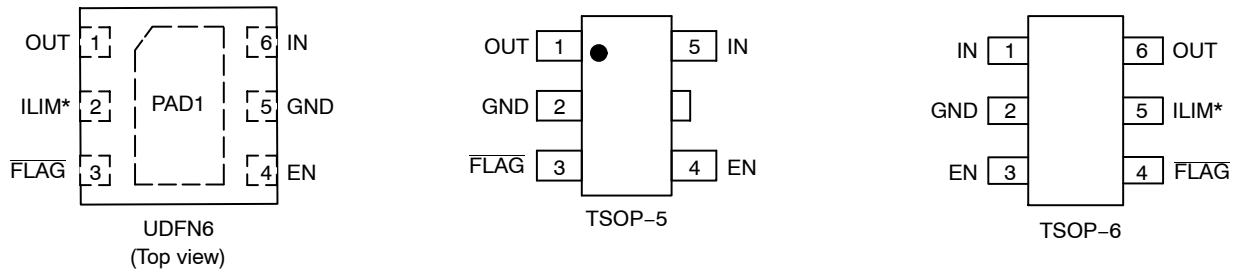 OUT 1 6 IN
ILIM* 2 PAD1 5 GND
FLAG 3 4 EN
UDFN6
(Top view)
OUT 1 5 IN
GND 2
FLAG 3 4 EN
TSOP−5
IN 1 6 OUT
GND 2 5 ILIM*
EN 3 4 FLAG
TSOP−6